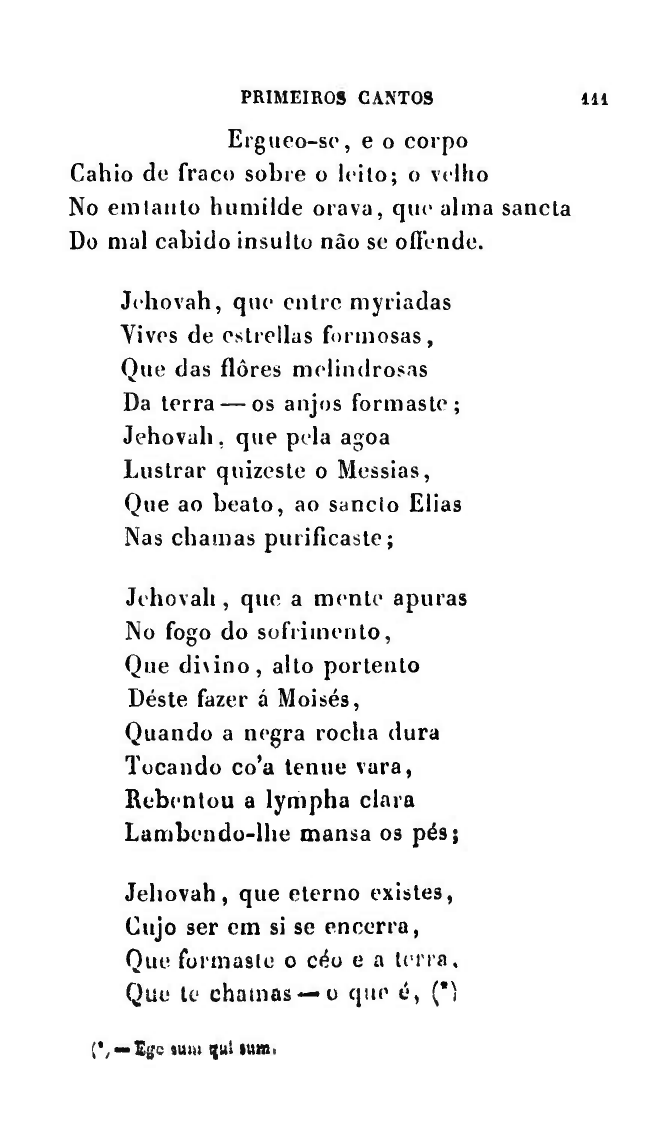 PRIMEIROS CANTOS 111
Ergueo-se, e o corpo
Cahio de fraco sobre o leito; o velho
No emtanto humilde orava, que alma sancta
Do mal cabido insulto não se offende.
Jehovah, que entre myriadas
Vives de estrellas formosas,
Que das flôres melindrosas
Da terra — os anjos formaste;
Jehovah, que pela agoa
Lustrar quizeste o Messias,
Que ao beato, ao sancto Elias
Nas chamas purificaste;
Jehovah, que a mente apuras
No fogo do sofrimento,
Que divino, alto portento
Déste fazer á Moisés,
Quando a negra rocha dura
Tocando co'a tenue vara,
Rebentou a lympha clara
Lambendo-lhe mansa os pés;
Jehovah, que eterno existes,
Cujo ser em si se encerra,
Que formaste o céo e a terra,
Que te chamas — o que é, (*)
(*) — Ego sum qui sum.